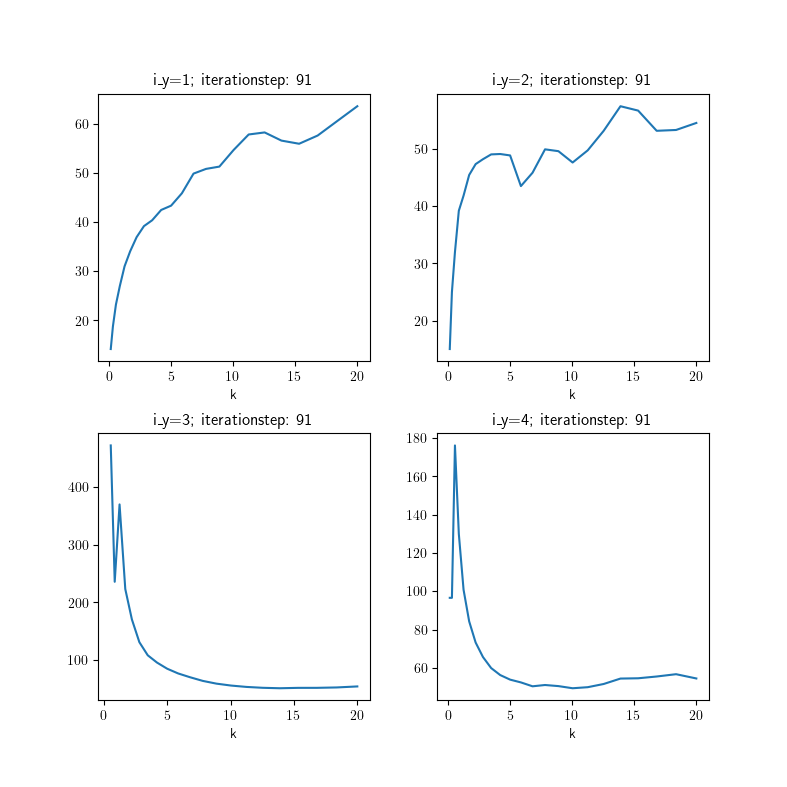 i_y=1; iterationstep: 91
60
50
40
30
20
0 5 10 15 20
k
i_y=2; iterationstep: 91
50
40
30
20
0 5 10 15 20
k
i_y=3; iterationstep: 91
400
300
200
100
0 5 10 15 20
k
i_y=4; iterationstep: 91
180
160
140
120
100
80
60
0 5 10 15 20
k